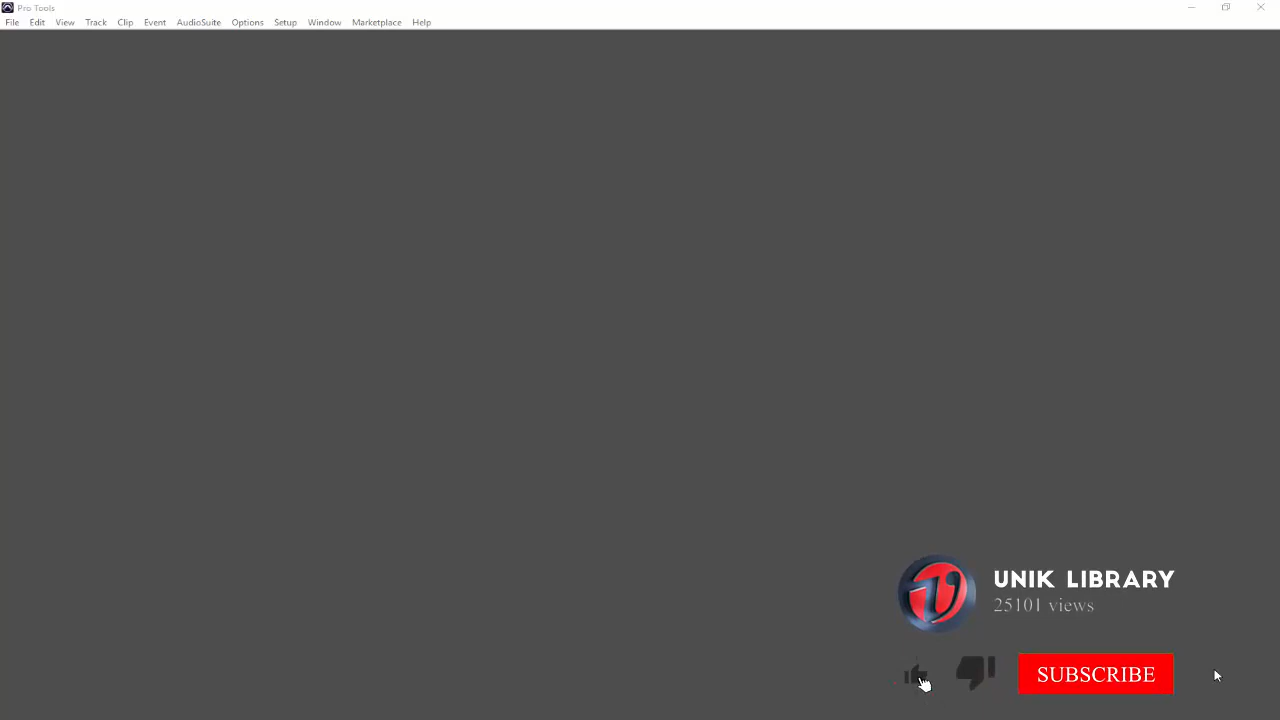 Pro Tools
File Edit View Track Clip Event AudioSuite Options Setup Window Marketplace Help
UNIK LIBRARY
25101 views
SUBSCRIBE